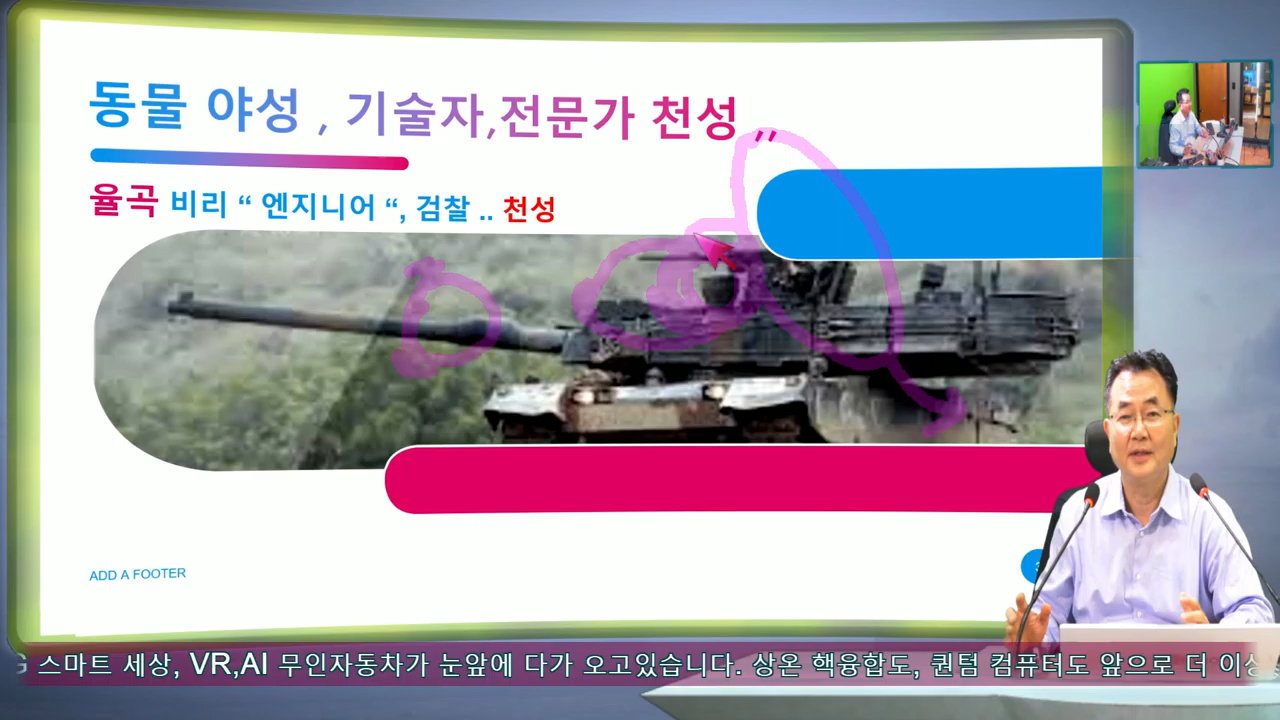 동물 야성 , 기술자,전문가 천성 ,,
율곡 비리 “ 엔지니어 “, 검찰 .. 천성
ADD A FOOTER
스마트 세상, VR,AI 무인자동차가 눈앞에 다가 오고있습니다. 상온 핵융합도, 퀀텀 컴퓨터도 앞으로 더 이상